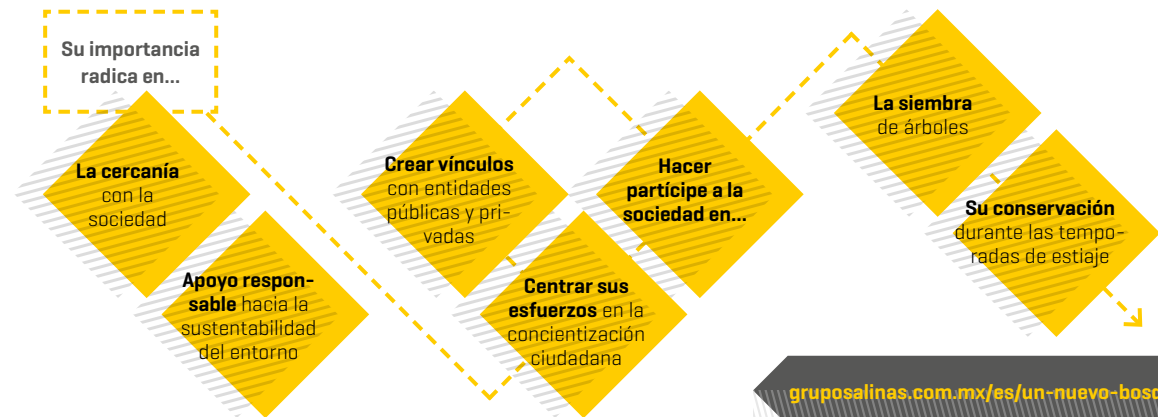 Su importancia
radica en...
La cercanía
con la
sociedad
Apoyo respon-
sable hacia la
sustentabilidad
del entorno
Crear vínculos
con entidades
públicas y pri-
vadas
Centrar sus
esfuerzos en la
concientización
ciudadana
Hacer
partícipe a la
sociedad en...
La siembra
de árboles
Su conservación
durante las tempo-
radas de estiaje
gruposalinas.com.mx/es/un-nuevo-bosq